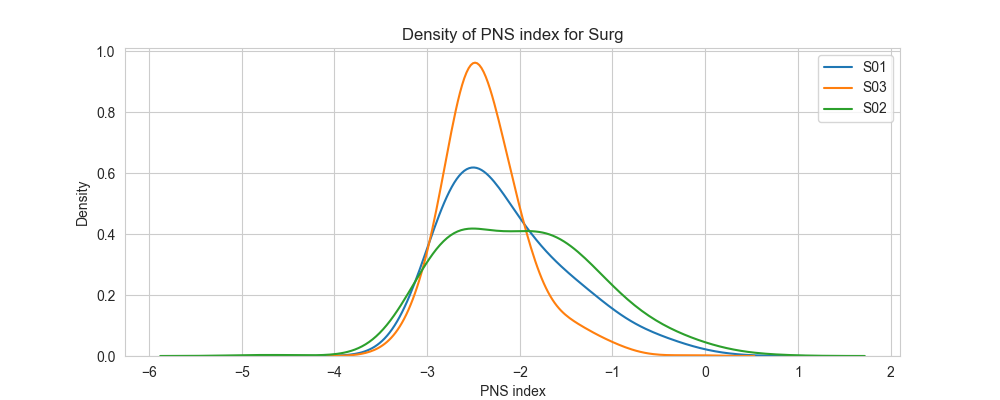 Density of PNS index for Surg
1.0
0.8
0.6
0.4
0.2
0.0
Density
−6 −5 −4 −3 −2 −1 0 1 2
PNS index
S01
S03
S02